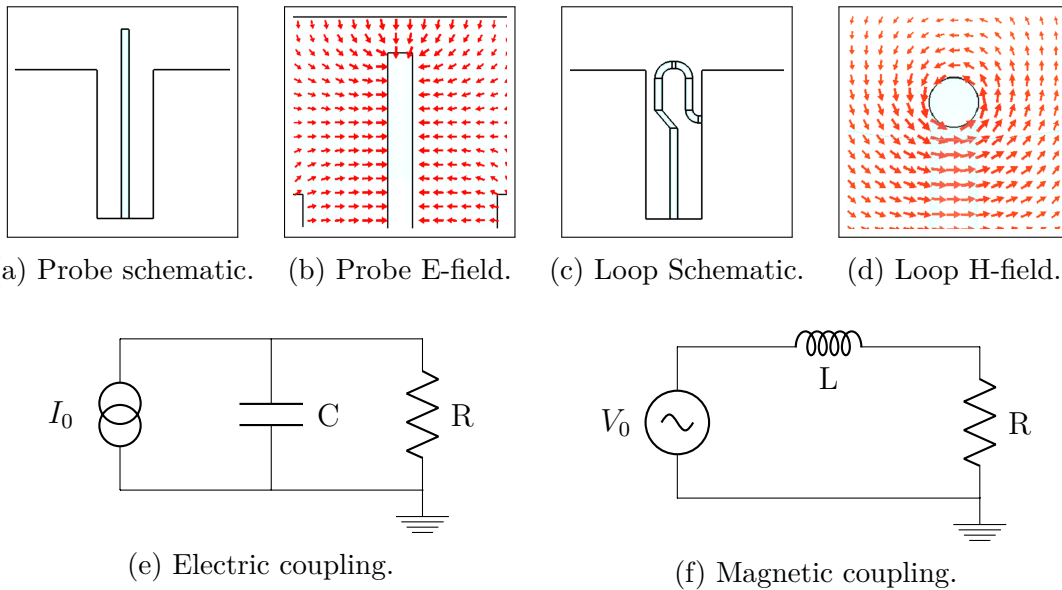 a) Probe schematic.
(b) Probe E-field.
(c) Loop Schematic.
(d) Loop H-field.
I₀
C
R
(e) Electric coupling.
V₀
L
R
(f) Magnetic coupling.